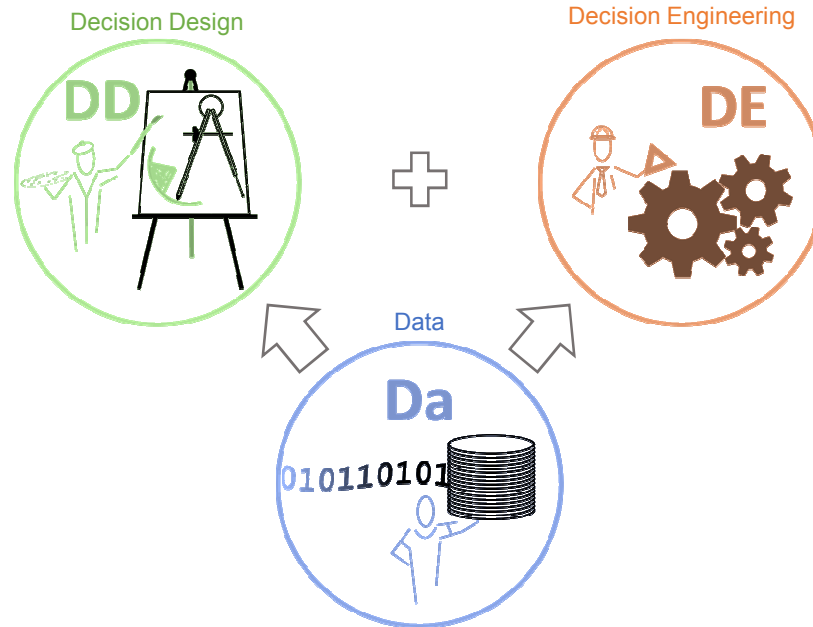 Decision Design
Decision Engineering
DD
DE
Data
Da
010110101